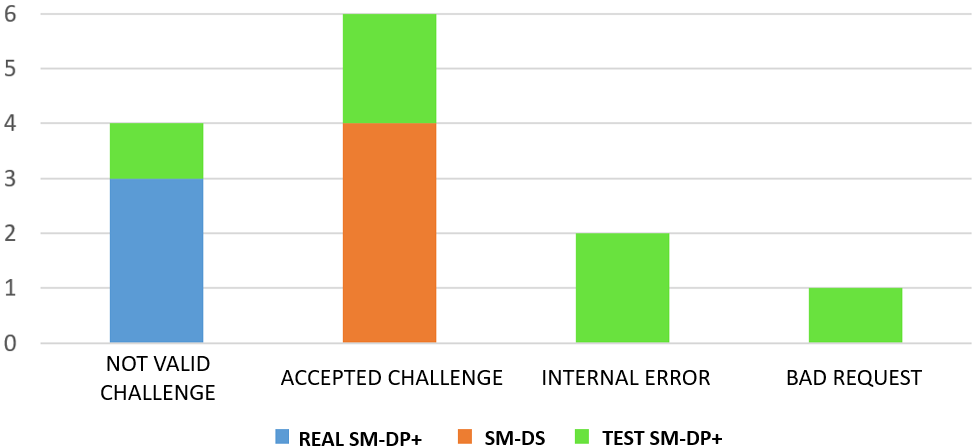 6
5
4
3
2
1
0
NOT VALID
CHALLENGE
ACCEPTED CHALLENGE
INTERNAL ERROR
BAD REQUEST
REAL SM-DP+ SM-DS TEST SM-DP+